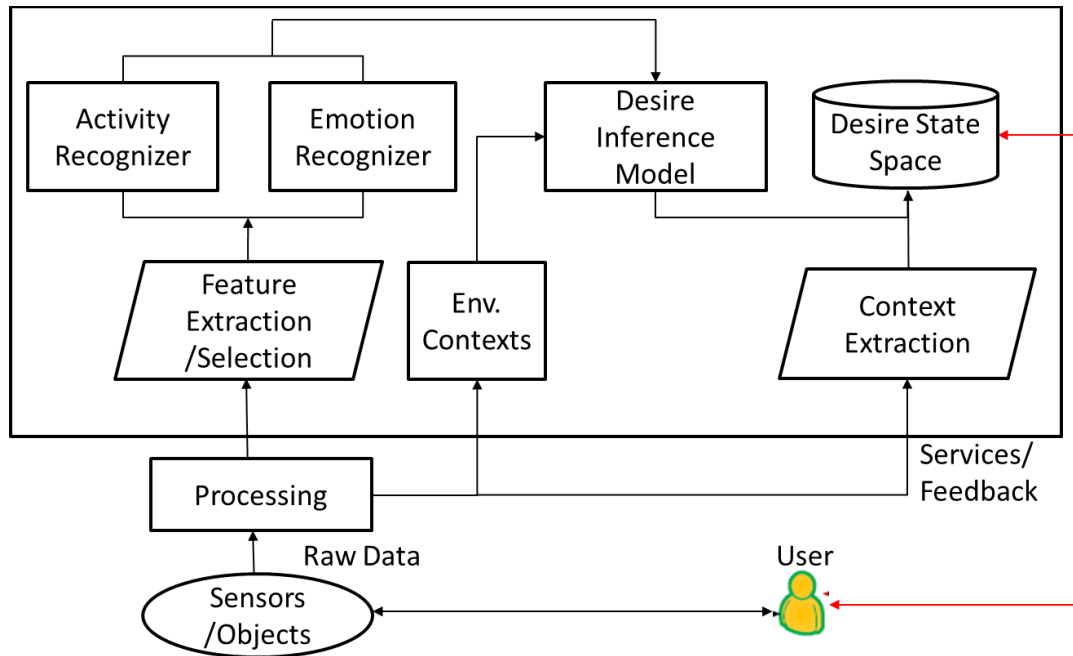 Activity
Recognizer
Emotion
Recognizer
Desire
Inference
Model
Desire State
Space
Feature
Extraction
/Selection
Env.
Contexts
Context
Extraction
Processing
Services/
Feedback
Raw Data
User
Sensors
/Objects